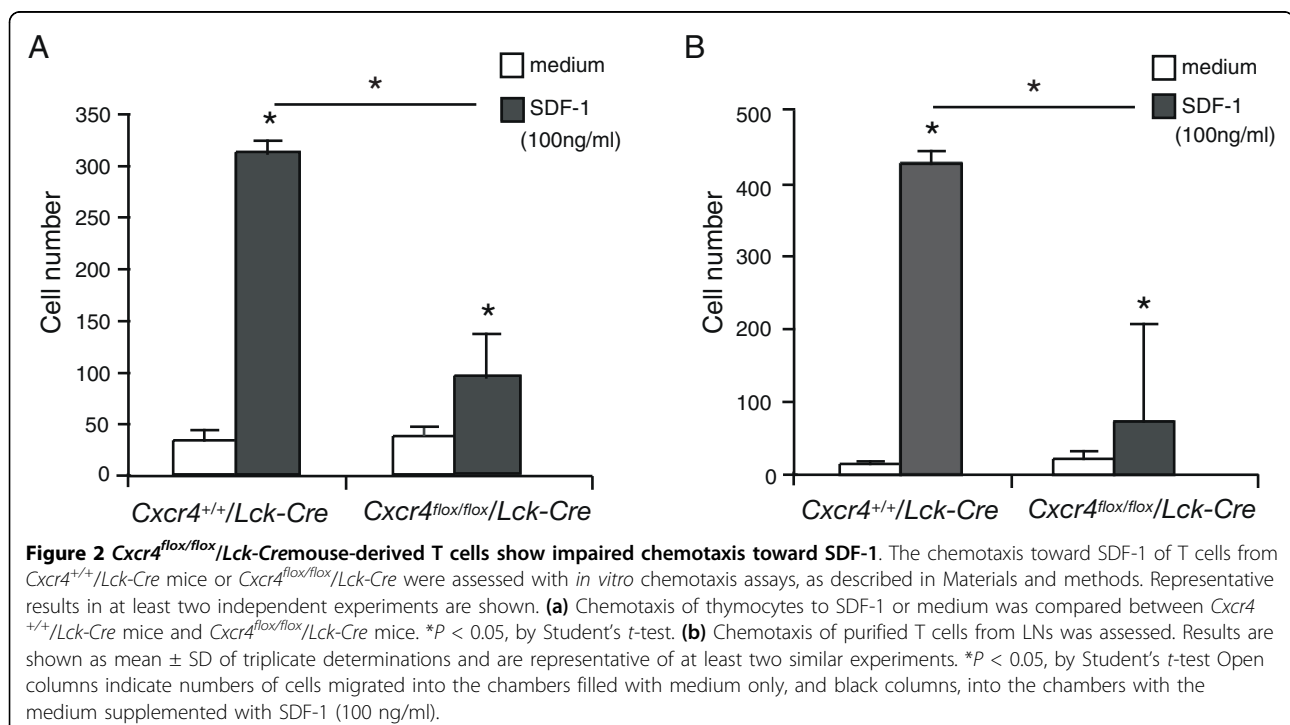 A
medium
SDF-1
(100ng/ml)
*
*
*
350
300
250
200
150
100
50
0
Cell number
Cxcr4+/+/Lck-Cre
Cxcr4flox/flox/Lck-Cre
B
medium
SDF-1
(100ng/ml)
*
*
*
500
400
300
200
100
0
Cell number
Cxcr4+/+/Lck-Cre
Cxcr4flox/flox/Lck-Cre
Figure 2 Cxcr4flox/flox/Lck-Cremouse-derived T cells show impaired chemotaxis toward SDF-1. The chemotaxis toward SDF-1 of T cells from
Cxcr4+/+/Lck-Cre mice or Cxcr4flox/flox/Lck-Cre were assessed with in vitro chemotaxis assays, as described in Materials and methods. Representative
results in at least two independent experiments are shown. (a) Chemotaxis of thymocytes to SDF-1 or medium was compared between Cxcr4
+/+/Lck-Cre mice and Cxcr4flox/flox/Lck-Cre mice. *P < 0.05, by Student's t-test. (b) Chemotaxis of purified T cells from LNs was assessed. Results are
shown as mean ± SD of triplicate determinations and are representative of at least two similar experiments. *P < 0.05, by Student's t-test Open
columns indicate numbers of cells migrated into the chambers filled with medium only, and black columns, into the chambers with the
medium supplemented with SDF-1 (100 ng/ml).